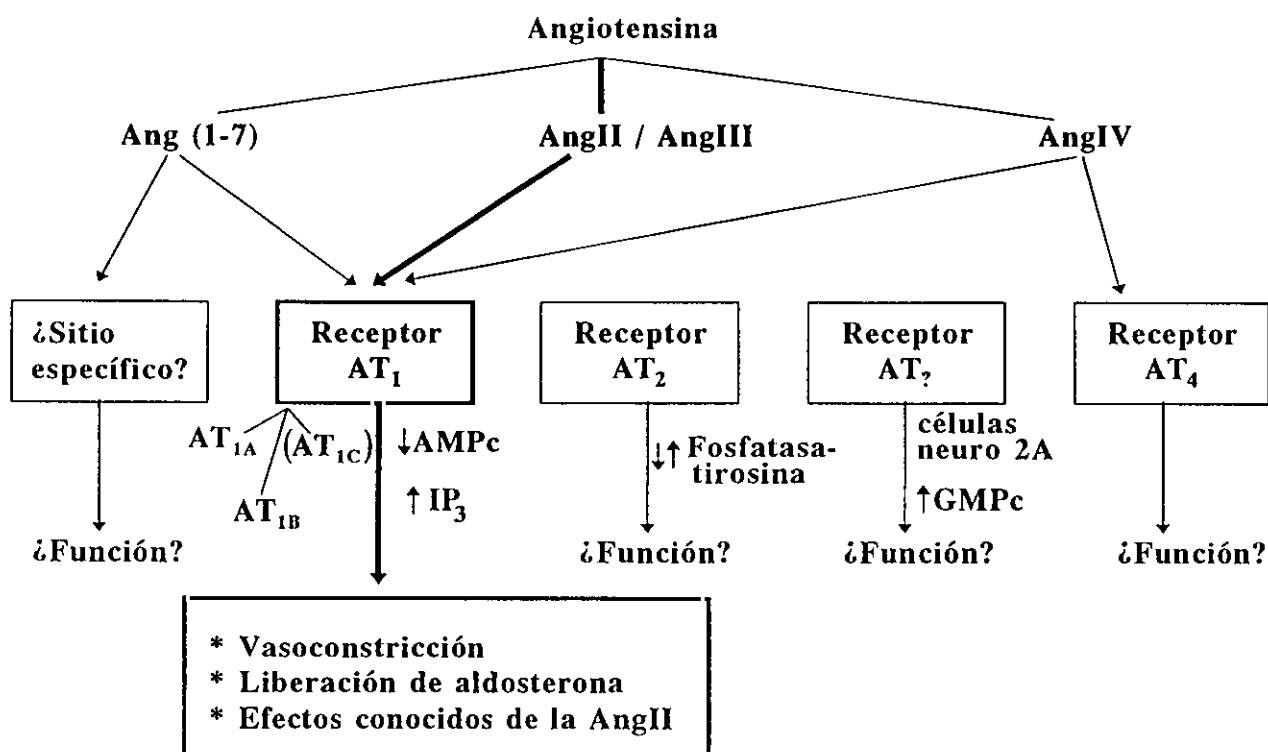 Angiotensina
Ang (1-7)
AngII / AngIII
AngIV
¿Sitio
específico?
Receptor
AT1
Receptor
AT2
Receptor
AT?
Receptor
AT4
AT1A
(AT1C)
AT1B
↓AMPc
↑IP3
↓↑ Fosfatasa-
tirosina
células
neuro 2A
↑GMPc
¿Función?
¿Función?
¿Función?
¿Función?
* Vasoconstricción
* Liberación de aldosterona
* Efectos conocidos de la AngII